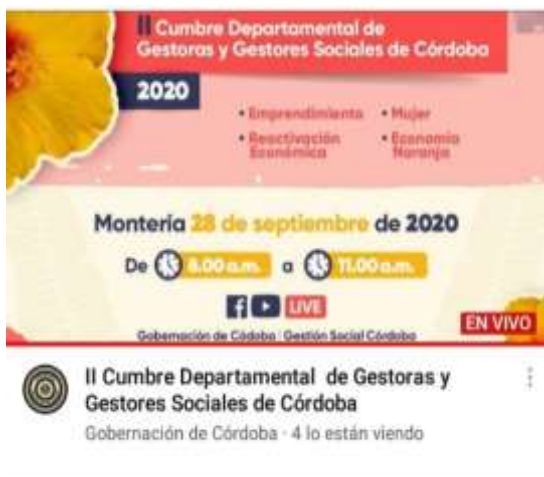 II Cumbre Departamental de
Gestoras y Gestores Sociales de Córdoba
2020
• Emprendimiento • Mujer
• Reactivación Económica • Economía Naranja
Montería 28 de septiembre de 2020
De 8.00 a.m. a 11.00 a.m.
LIVE
Gobernación de Códoba | Gestión Social Córdoba
EN VIVO
II Cumbre Departamental de Gestoras y
Gestores Sociales de Córdoba
Gobernación de Córdoba · 4 lo están viendo